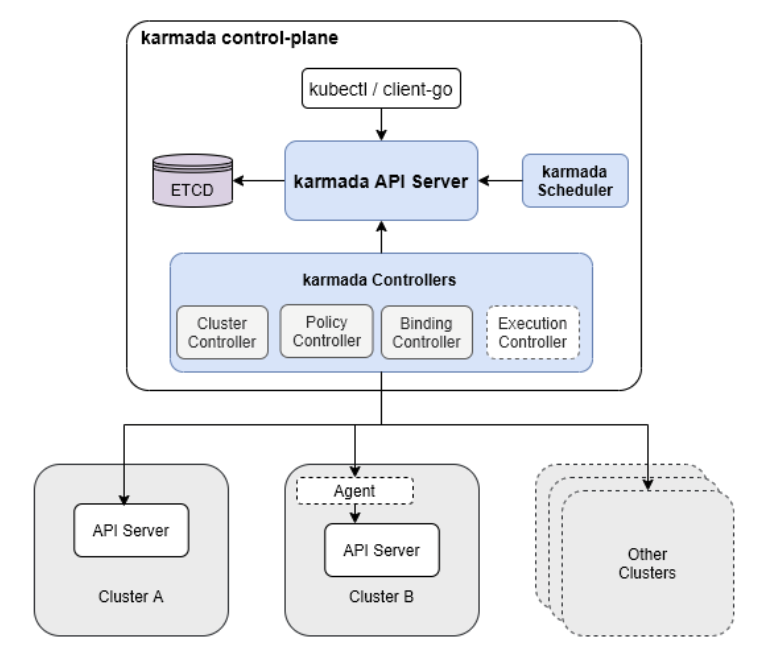 karmada control-plane
kubectl / client-go
ETCD
karmada API Server
karmada
Scheduler
karmada Controllers
Cluster
Controller
Policy
Controller
Binding
Controller
Execution
Controller
API Server
Cluster A
Agent
API Server
Cluster B
Other
Clusters